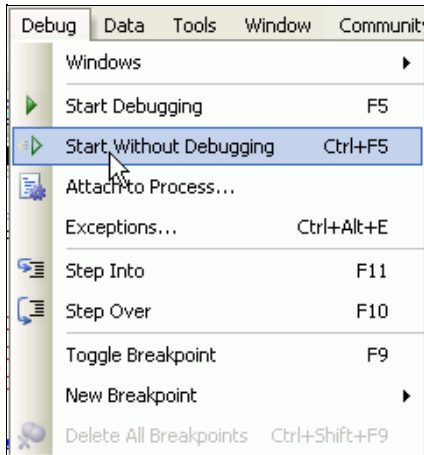 Debug Data Tools Window Communit
Windows
Start Debugging F5
Start Without Debugging Ctrl+F5
Attach to Process...
Exceptions... Ctrl+Alt+E
Step Into F11
Step Over F10
Toggle Breakpoint F9
New Breakpoint
Delete All Breakpoints Ctrl+Shift+F9